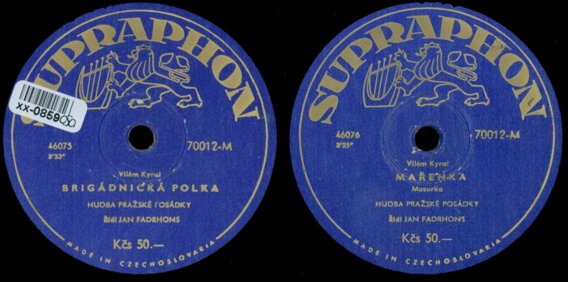 SUPRAPHON
xx-0859
46075
3'33"
70012-M
Vilém Kyral
BRIGÁDNICKÁ POLKA
HUDBA PRAŽSKÉ POSÁDKY
Řídí JAN FADRHONS
Kčs 50.—
MADE IN CZECHOSLOVAKIA
SUPRAPHON
46076
3'35"
70012-M
Vilém Kyral
MAŘENKA
Mazurka
HUDBA PRAŽSKÉ POSÁDKY
Řídí JAN FADRHONS
Kčs 50.—
MADE IN CZECHOSLOVAKIA